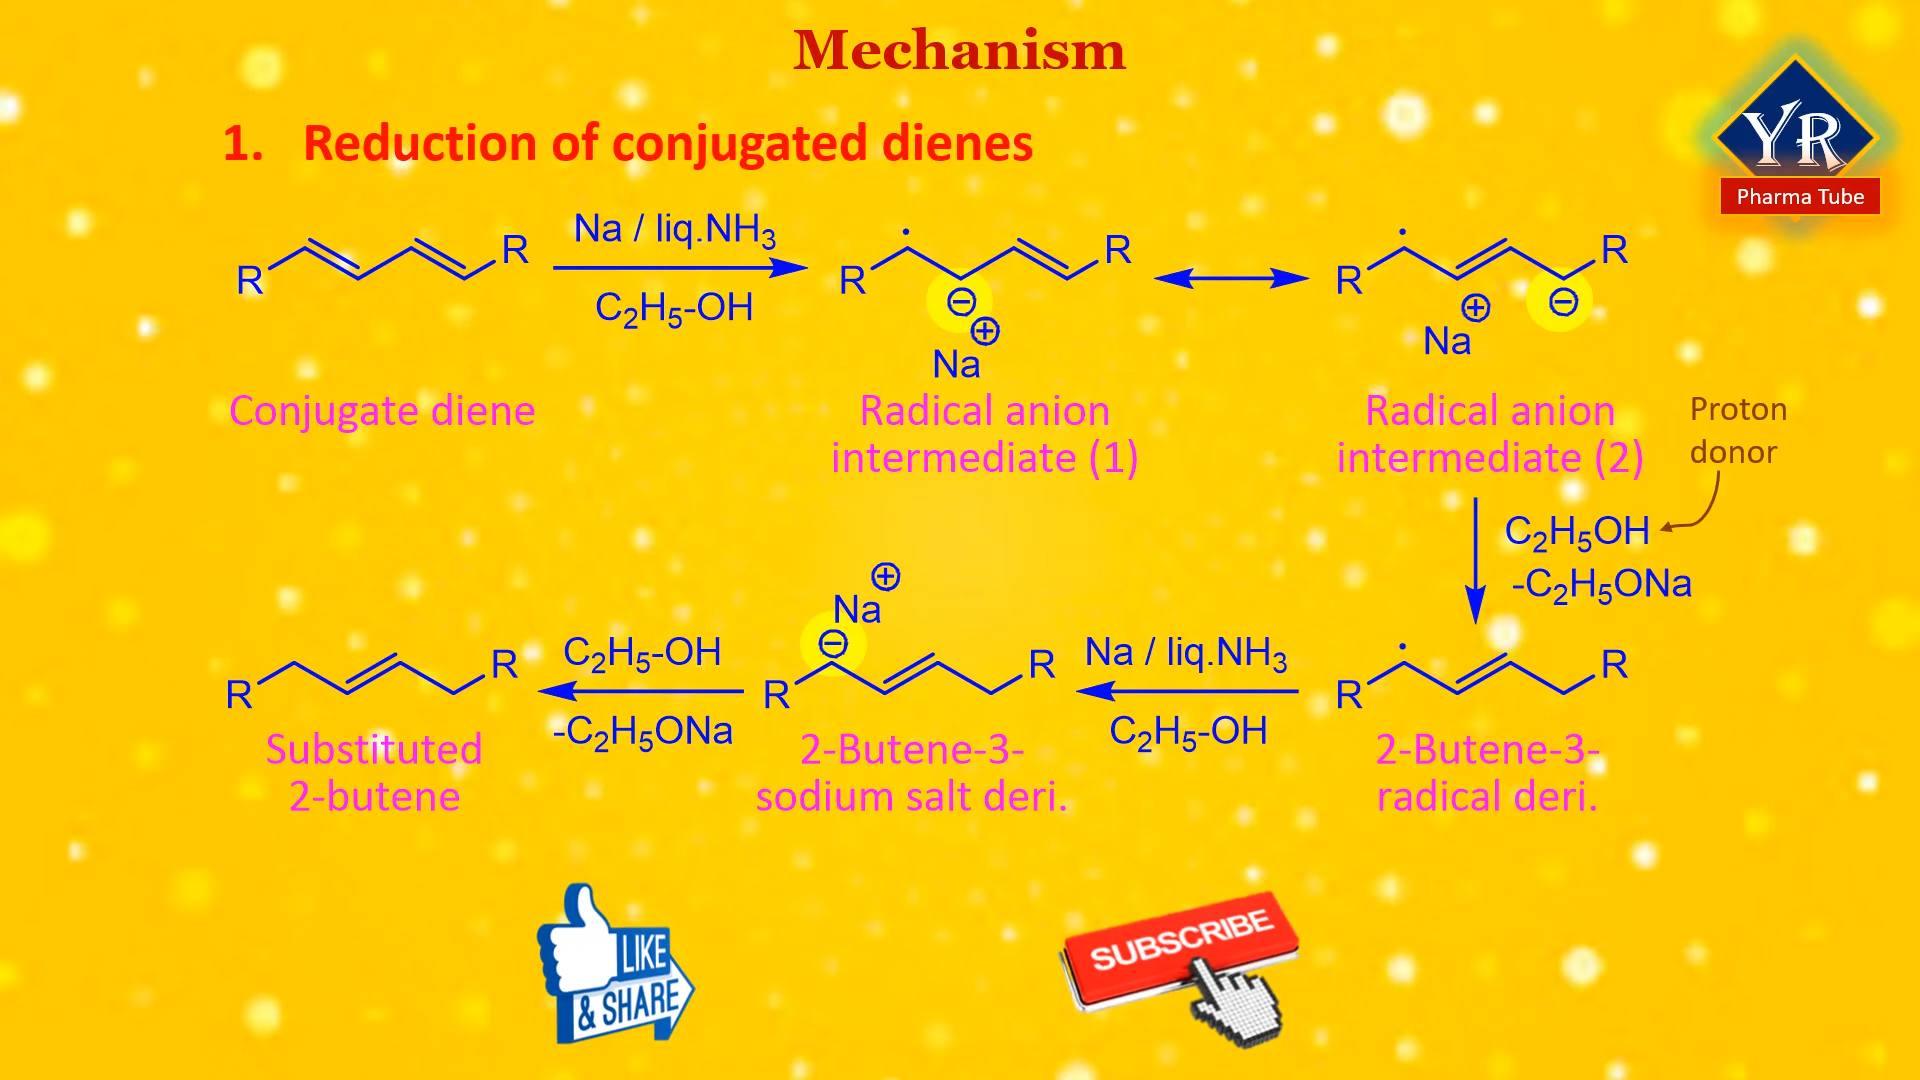 Mechanism
YR
Pharma Tube
1. Reduction of conjugated dienes
R R
Na / liq.NH₃
C₂H₅-OH
R R
⊖
⊕
Na
R R
⊕
Na
⊖
Conjugate diene
Radical anion
intermediate (1)
Radical anion
intermediate (2)
Proton
donor
C₂H₅OH
-C₂H₅ONa
R R
C₂H₅-OH
-C₂H₅ONa
⊕
Na
⊖
R R
Na / liq.NH₃
C₂H₅-OH
R R
Substituted
2-butene
2-Butene-3-
sodium salt deri.
2-Butene-3-
radical deri.
LIKE
& SHARE
SUBSCRIBE